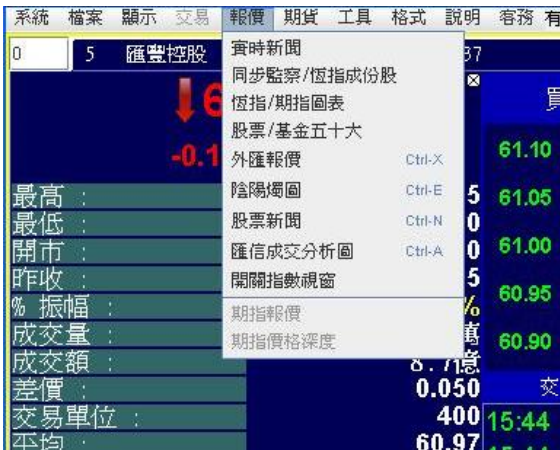 系統 檔案 顯示 交易 報價 期貨 工具 格式 說明 客務 有
0 5 匯豐控股 37
6
-0.1
實時新聞
同步監察/恆指成份股
恆指/期指圖表
股票/基金五十大
外匯報價 Ctrl-X
陰陽燭圖 Ctrl-E
股票新聞 Ctrl-N
匯信成交分析圖 Ctrl-A
開關指數視窗
期指報價
期指價格深度
最高 : 5
最低 : 0
開市 : 0
昨收 : 5
% 振幅 : %
成交量 : 萬
成交額 : 8.7億
差價 : 0.050
交易單位 : 400
平均 : 60.97
買
61.10
61.05
61.00
60.95
60.90
交
15:44